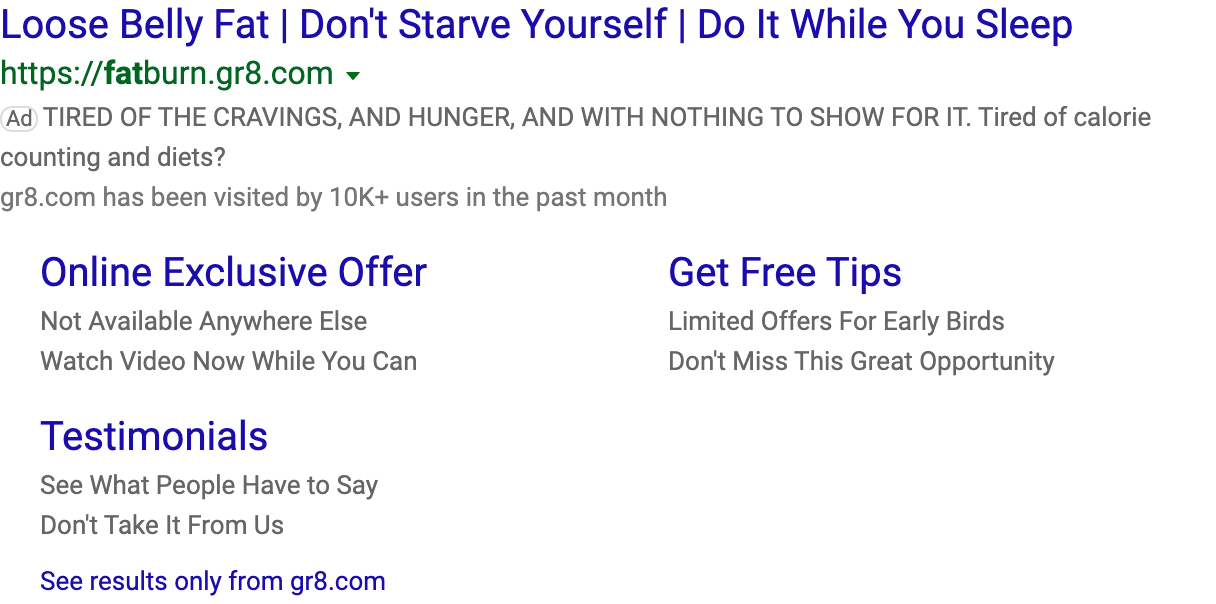 Loose Belly Fat | Don't Starve Yourself | Do It While You Sleep
https://fatburn.gr8.com
Ad TIRED OF THE CRAVINGS, AND HUNGER, AND WITH NOTHING TO SHOW FOR IT. Tired of calorie
counting and diets?
gr8.com has been visited by 10K+ users in the past month
Online Exclusive Offer
Not Available Anywhere Else
Watch Video Now While You Can
Get Free Tips
Limited Offers For Early Birds
Don't Miss This Great Opportunity
Testimonials
See What People Have to Say
Don't Take It From Us
See results only from gr8.com